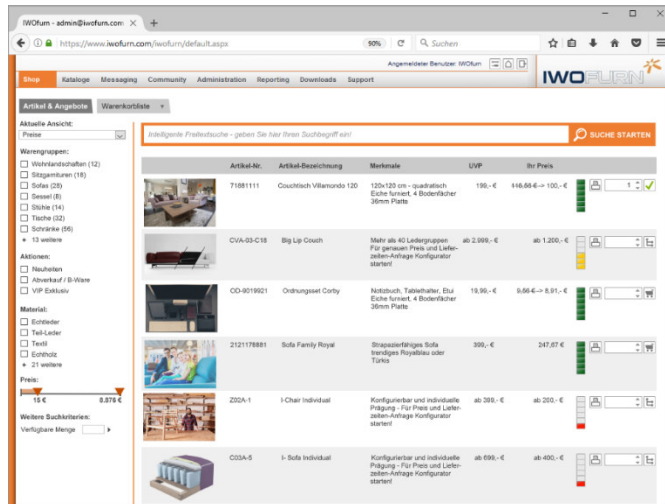 IWOfurn - admin@iwofurn.com
https://www.iwofurn.com/iwofurn/default.aspx
90%
Suchen
Angemeldeter Benutzer: IWOfurn
Shop Kataloge Messaging Community Administration Reporting Downloads Support
IWOFURN
Artikel & Angebote Warenkorbliste
Aktuelle Ansicht:
Preise
Intelligente Freitextsuche - geben Sie hier Ihren Suchbegriff ein!
SUCHE STARTEN
Warengruppen:
Wohnlandschaften (12)
Sitzgarnituren (18)
Sofas (28)
Sessel (8)
Stühle (14)
Tische (32)
Schränke (56)
13 weitere
Aktionen:
Neuheiten
Abverkauf / B-Ware
VIP Exklusiv
Material:
Echtleder
Teil-Leder
Textil
Echtholz
21 weitere
Preis:
15 € 8.976 €
Weitere Suchkriterien:
Verfügbare Menge
Artikel-Nr. Artikel-Bezeichnung Merkmale UVP Ihr Preis
71681111 Couchtisch Villamondo 120 120x120 cm - quadratisch 199,- € 116,58 € -> 100,- € 1
Eiche furniert, 4 Bodenfächer
36mm Platte
CVA-03-C18 Big Lip Couch Mehr als 40 Ledergruppen ab 2.999,- € ab 1.200,- €
Für genauen Preis und Liefer-
zeiten-Anfrage Konfigurator
starten!
OD-9019921 Ordnungsset Corby Notizbuch, Tablethalter, Etui 19,99,- € 9,56 € -> 8,91,- €
Eiche furniert, 4 Bodenfächer
36mm Platte
2121178881 Sofa Family Royal Strapazierfähiges Sofa 399,- € 247,67 €
trendiges Royalblau oder
Türkis
Z02A-1 I-Chair Individual Konfigurierbar und individuelle ab 399,- € ab 200,- €
Prägung - Für Preis und Liefer-
zeiten-Anfrage Konfigurator
starten!
C03A-5 I- Sofa Individual Konfigurierbar und individuelle ab 699,- € ab 400,- €
Prägung - Für Preis und Liefer-
zeiten-Anfrage Konfigurator
starten!